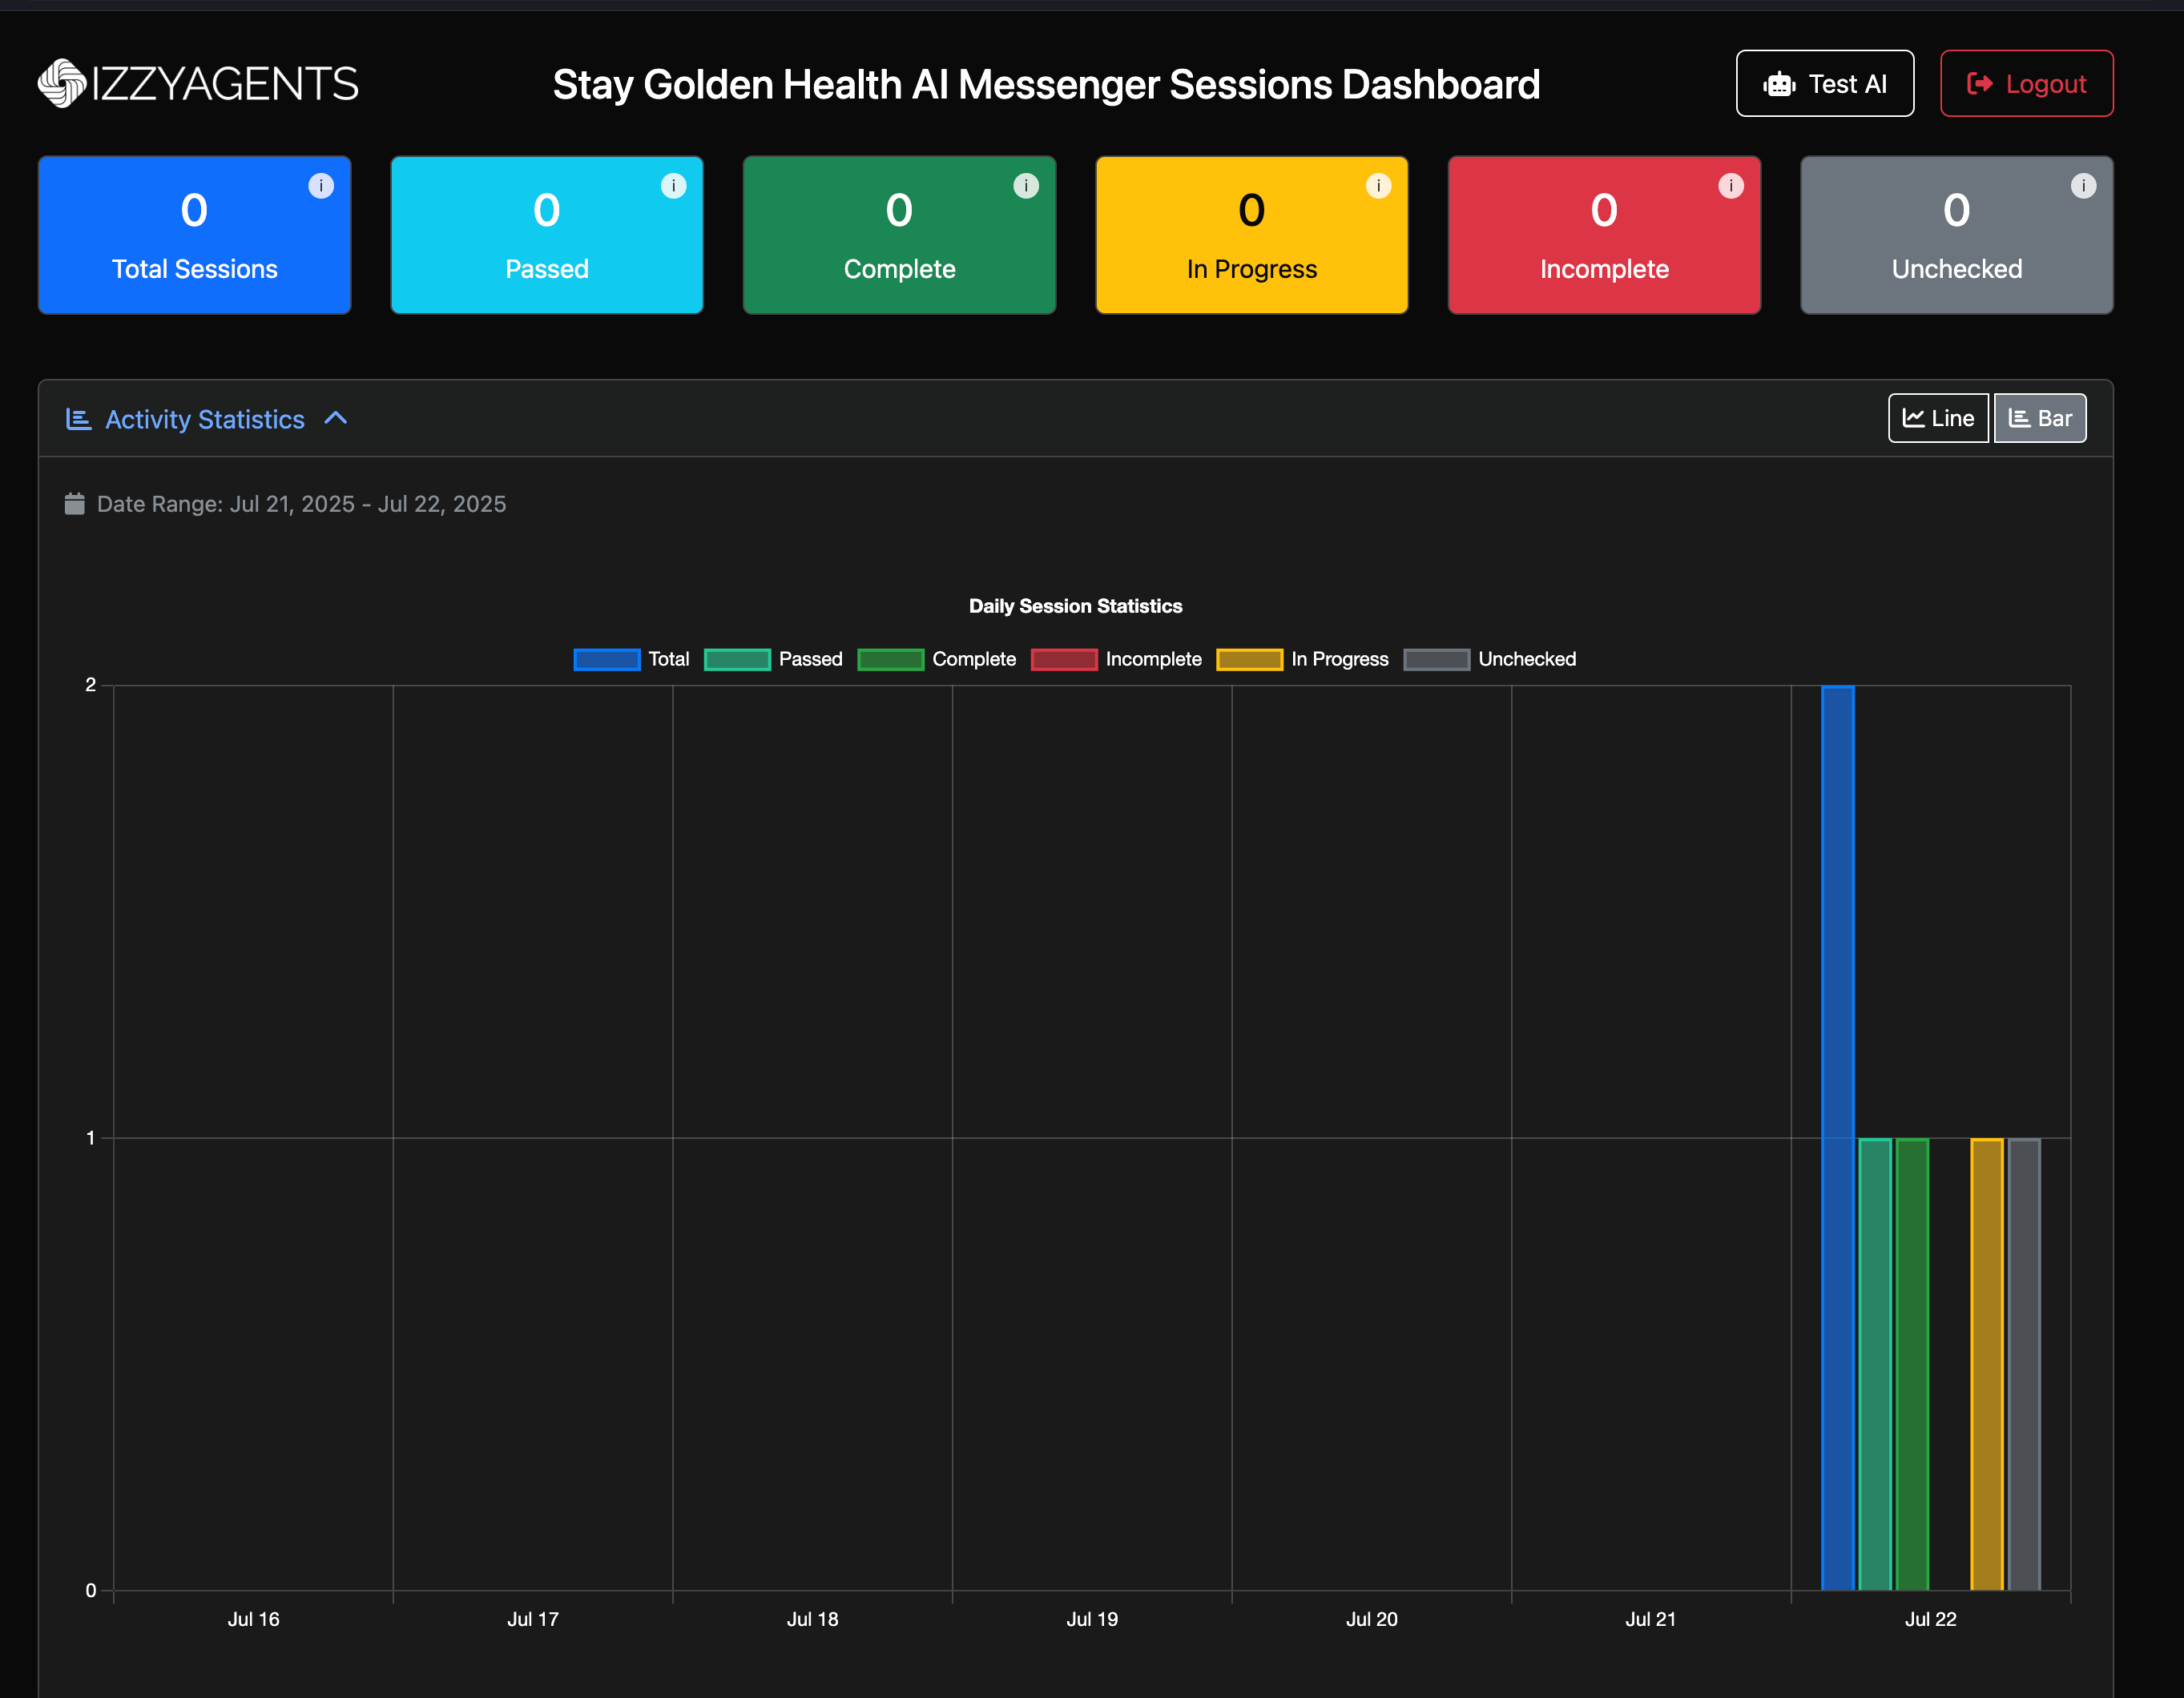 IZZYAGENTS
Stay Golden Health AI Messenger Sessions Dashboard
Test AI
Logout
0
i
Total Sessions
0
i
Passed
0
i
Complete
0
i
In Progress
0
i
Incomplete
0
i
Unchecked
Activity Statistics
Line
Bar
Date Range: Jul 21, 2025 - Jul 22, 2025
Daily Session Statistics
Total Passed Complete Incomplete In Progress Unchecked
2
1
0
Jul 16 Jul 17 Jul 18 Jul 19 Jul 20 Jul 21 Jul 22